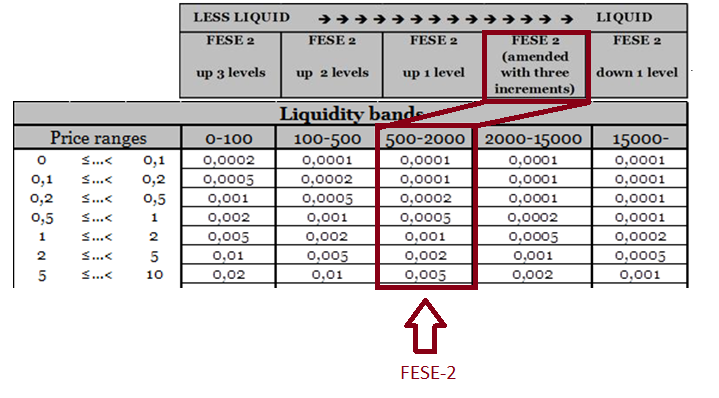 LESS LIQUID → → → → → → → → → → → → → → → LIQUID
FESE 2 FESE 2 FESE 2 FESE 2 FESE 2
(amended
up 3 levels up 2 levels up 1 level with three down 1 level
increments)
Liquidity bands
Price ranges 0-100 100-500 500-2000 2000-15000 15000-
0 ≤...< 0,1 0,0002 0,0001 0,0001 0,0001 0,0001
0,1 ≤...< 0,2 0,0005 0,0002 0,0001 0,0001 0,0001
0,2 ≤...< 0,5 0,001 0,0005 0,0002 0,0001 0,0001
0,5 ≤...< 1 0,002 0,001 0,0005 0,0002 0,0001
1 ≤...< 2 0,005 0,002 0,001 0,0005 0,0002
2 ≤...< 5 0,01 0,005 0,002 0,001 0,0005
5 ≤...< 10 0,02 0,01 0,005 0,002 0,001
FESE-2